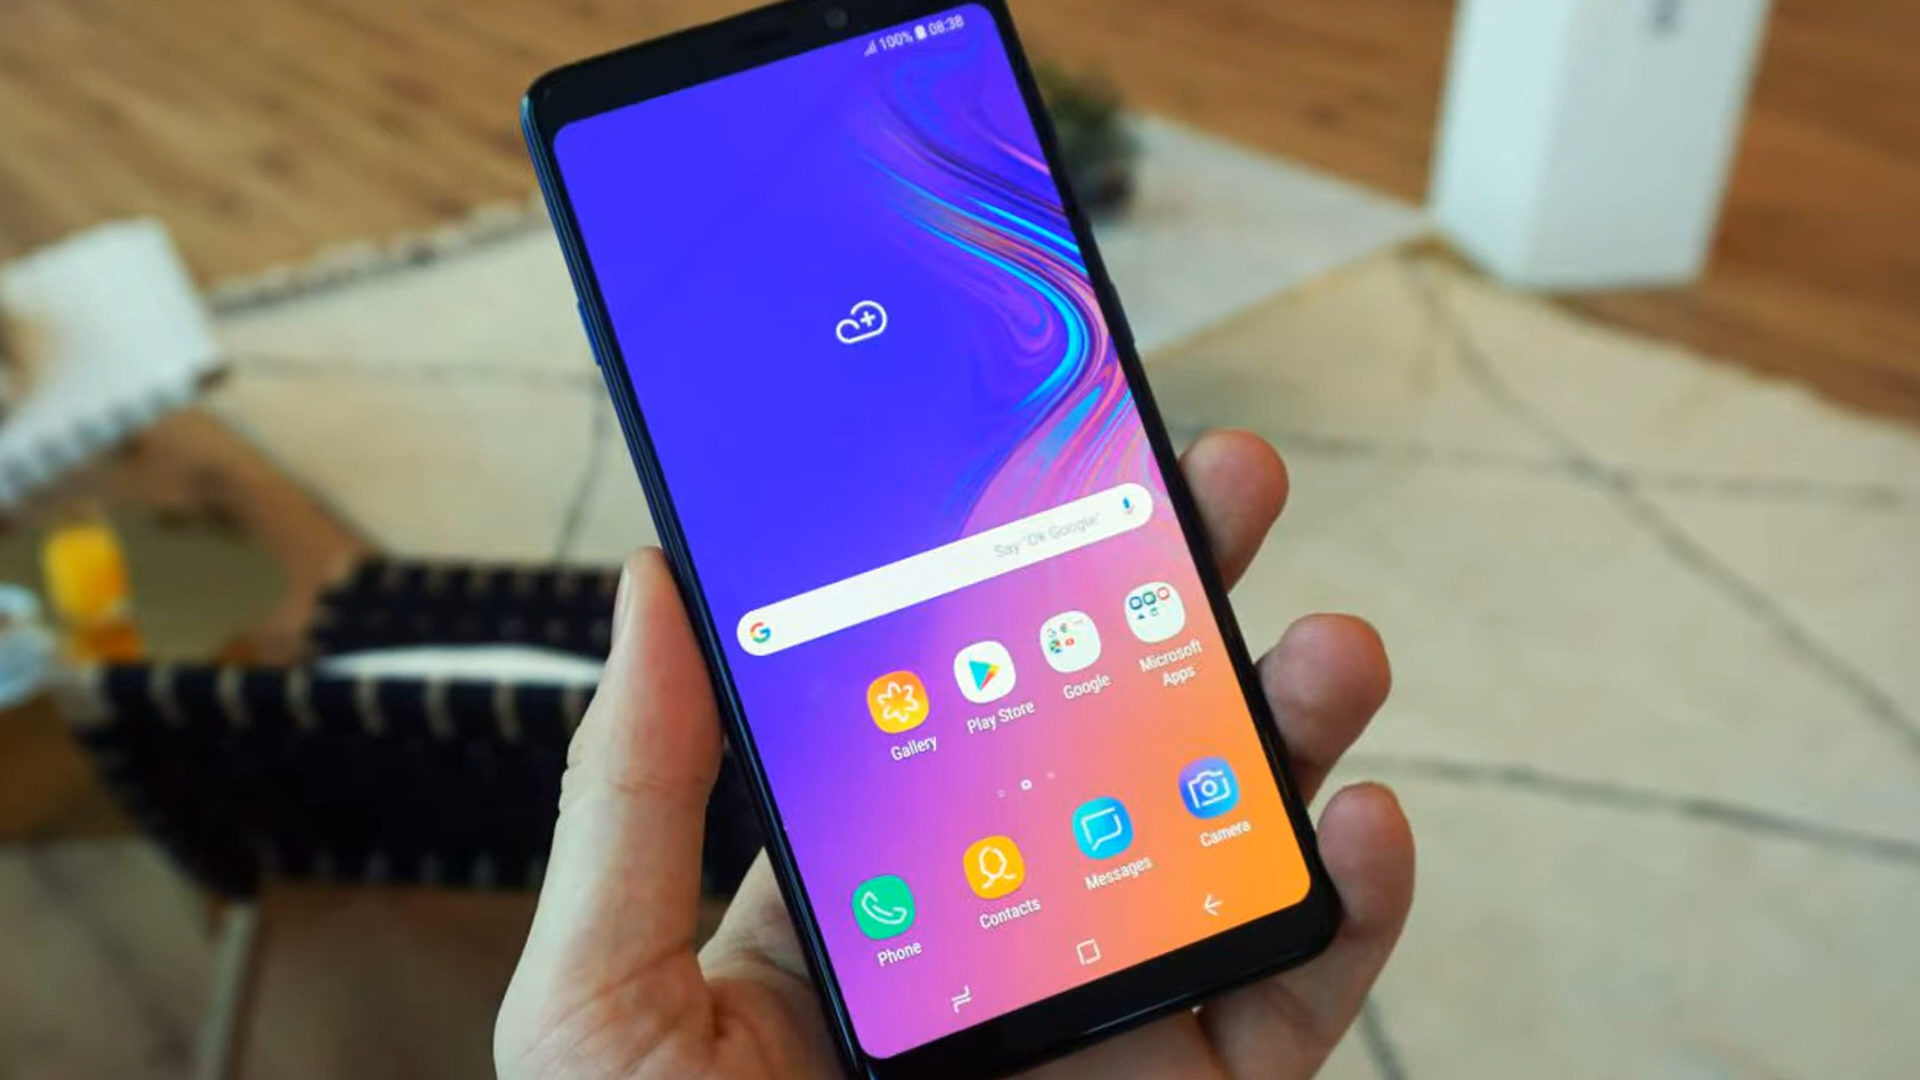 100% 08:38
Say "Ok Google"
Gallery
Play Store
Google
Microsoft
Apps
Phone
Contacts
Messages
Camera